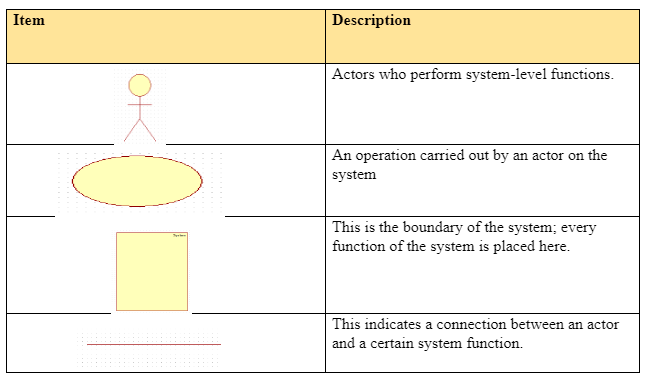 Item
Description
Actors who perform system-level functions.
An operation carried out by an actor on the
system
This is the boundary of the system; every
function of the system is placed here.
System
This indicates a connection between an actor
and a certain system function.